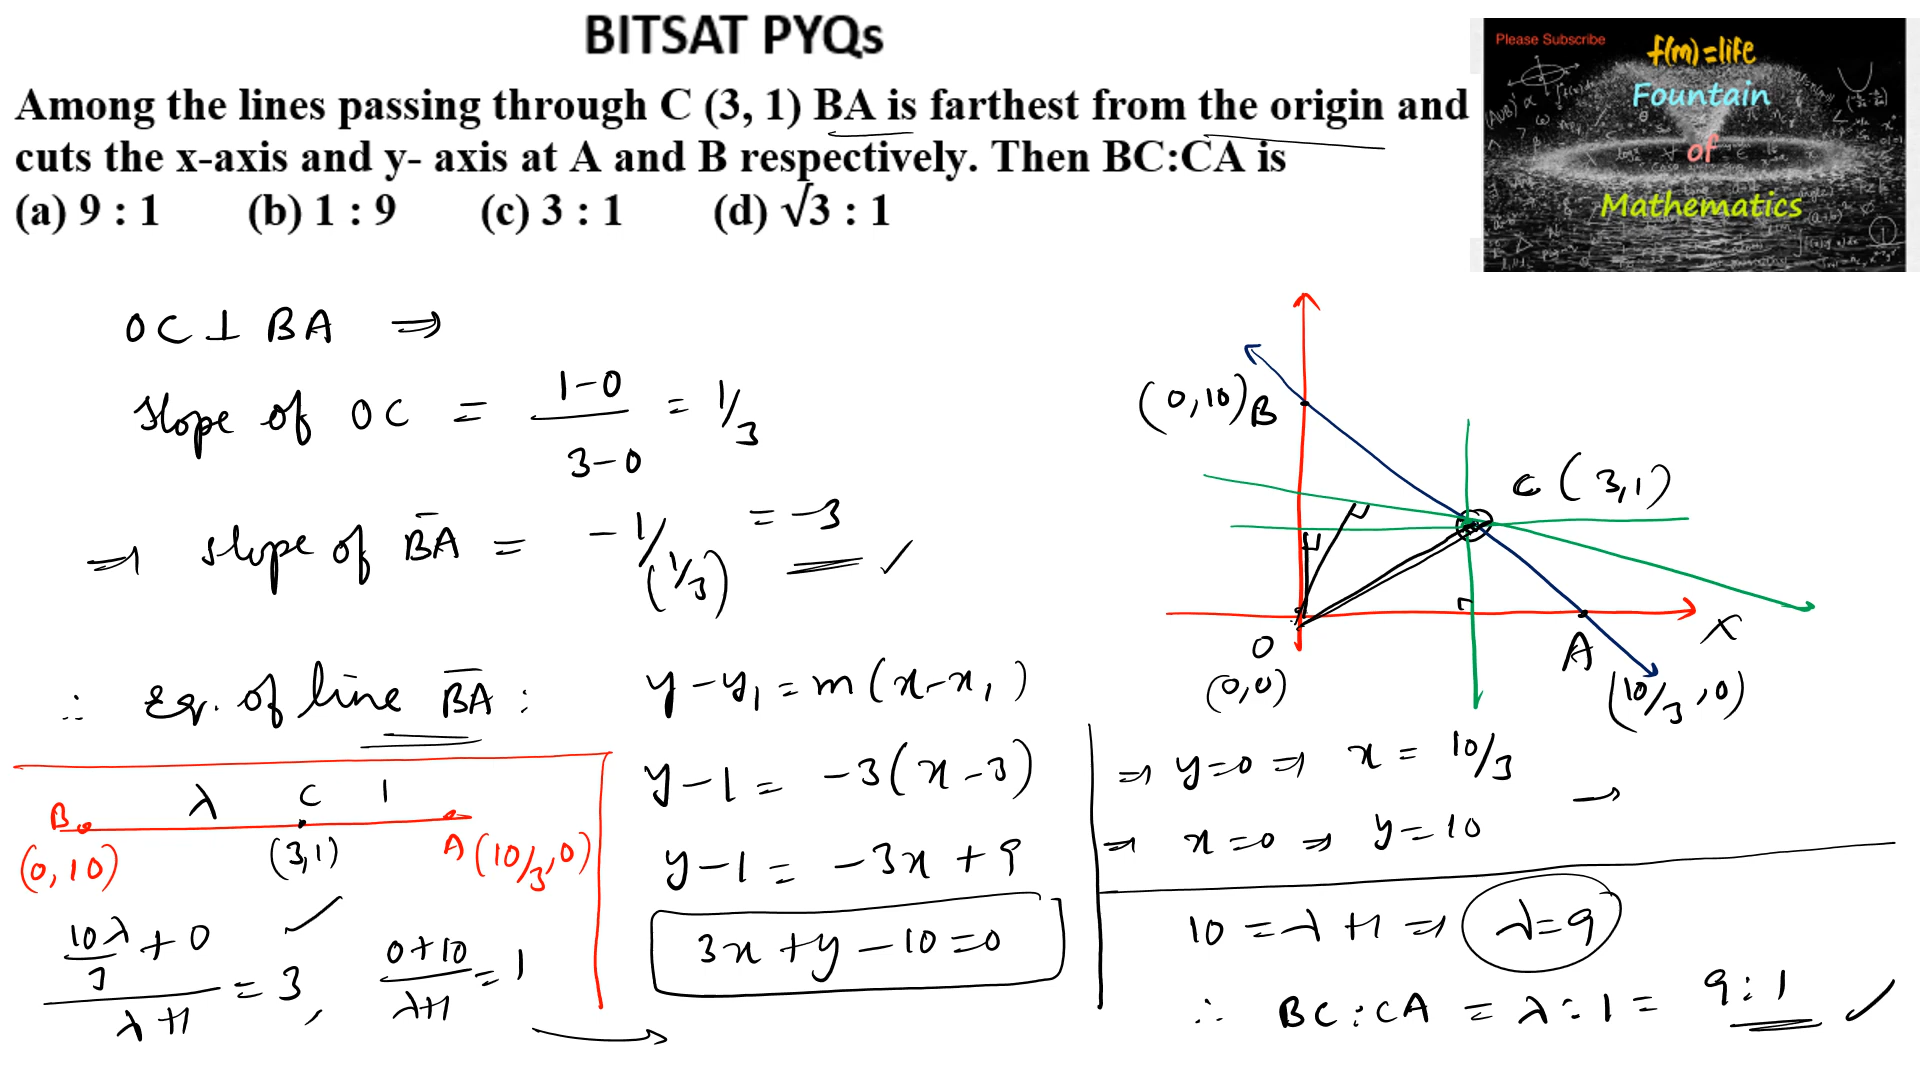 BITSAT PYQs
Please Subscribe
f(m)=life
Fountain
of
Mathematics
Among the lines passing through C (3, 1) BA is farthest from the origin and
cuts the x-axis and y- axis at A and B respectively. Then BC:CA is
(a) 9 : 1 (b) 1 : 9 (c) 3 : 1 (d) √3 : 1
OC ⊥ BA ⇒
slope of OC = (1-0)/(3-0) = 1/3
⇒ slope of BA = -1/(1/3) = -3 ✓
∴ Eq. of line BA :
y-y₁ = m(x-x₁)
y-1 = -3(x-3)
y-1 = -3x+9
3x+y-10=0
(0,10) B
C (3,1)
O
(0,0)
A
X
(10/3, 0)
⇒ y=0 ⇒ x = 10/3
⇒ x=0 ⇒ y=10
B λ C 1
(0,10) (3,1) A (10/3, 0)
(10λ/3 + 0)/(λ+1) = 3, (0+10)/(λ+1) = 1
10 = λ+1 ⇒ λ=9
∴ BC:CA = λ:1 = 9:1 ✓